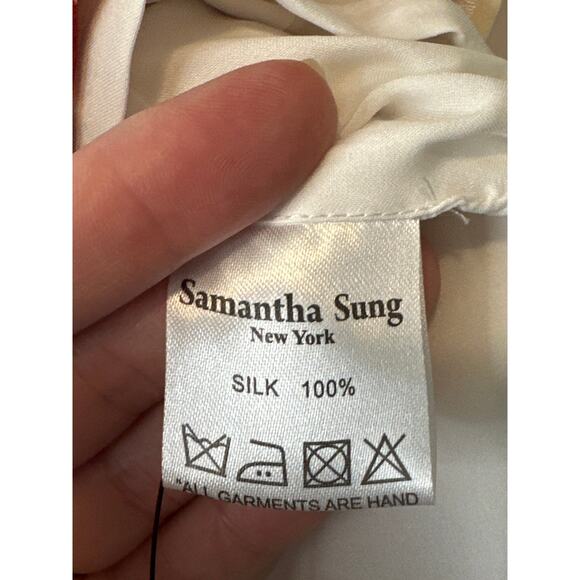 Samantha Sung
New York
SILK 100%
*ALL GARMENTS ARE HAND